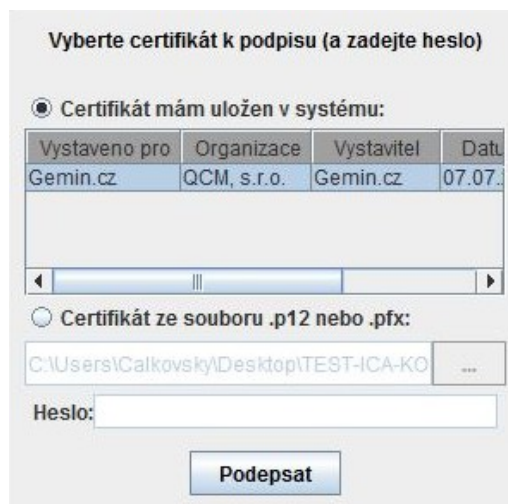 Vyberte certifikát k podpisu (a zadejte heslo)
Certifikát mám uložen v systému:
Vystaveno pro Organizace Vystavitel Datu
Gemin.cz QCM, s.r.o. Gemin.cz 07.07.
Certifikát ze souboru .p12 nebo .pfx:
C:\Users\Calkovsky\Desktop\TEST-ICA-KO ...
Heslo:
Podepsat